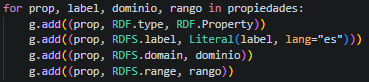 for prop, label, dominio, rango in propiedades:
    g.add((prop, RDF.type, RDF.Property))
    g.add((prop, RDFS.label, Literal(label, lang="es")))
    g.add((prop, RDFS.domain, dominio))
    g.add((prop, RDFS.range, rango))